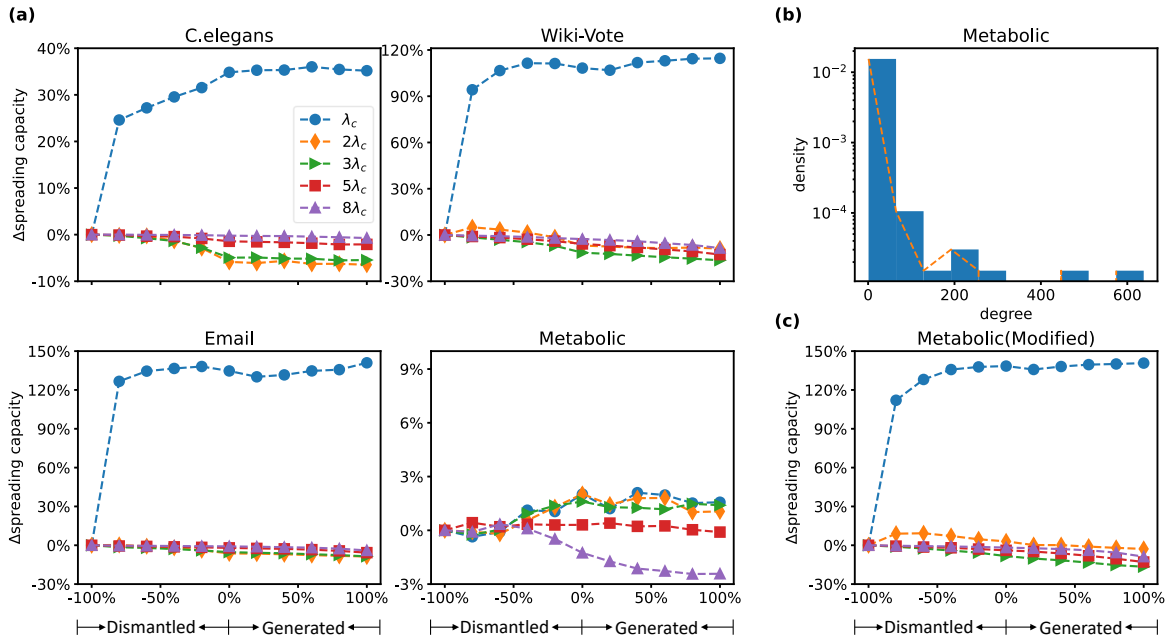 (a)
C.elegans
40%
30%
20%
10%
0%
-10%
Δspreading capacity
λc
2λc
3λc
5λc
8λc
Wiki-Vote
120%
90%
60%
30%
0%
-30%
(b)
Metabolic
10⁻²
10⁻³
10⁻⁴
density
0 200 400 600
degree
Email
150%
120%
90%
60%
30%
0%
-30%
Δspreading capacity
-100% -50% 0% 50% 100%
Dismantled Generated
Metabolic
9%
6%
3%
0%
-3%
-100% -50% 0% 50% 100%
Dismantled Generated
(c)
Metabolic(Modified)
150%
120%
90%
60%
30%
0%
-30%
Δspreading capacity
-100% -50% 0% 50% 100%
Dismantled Generated